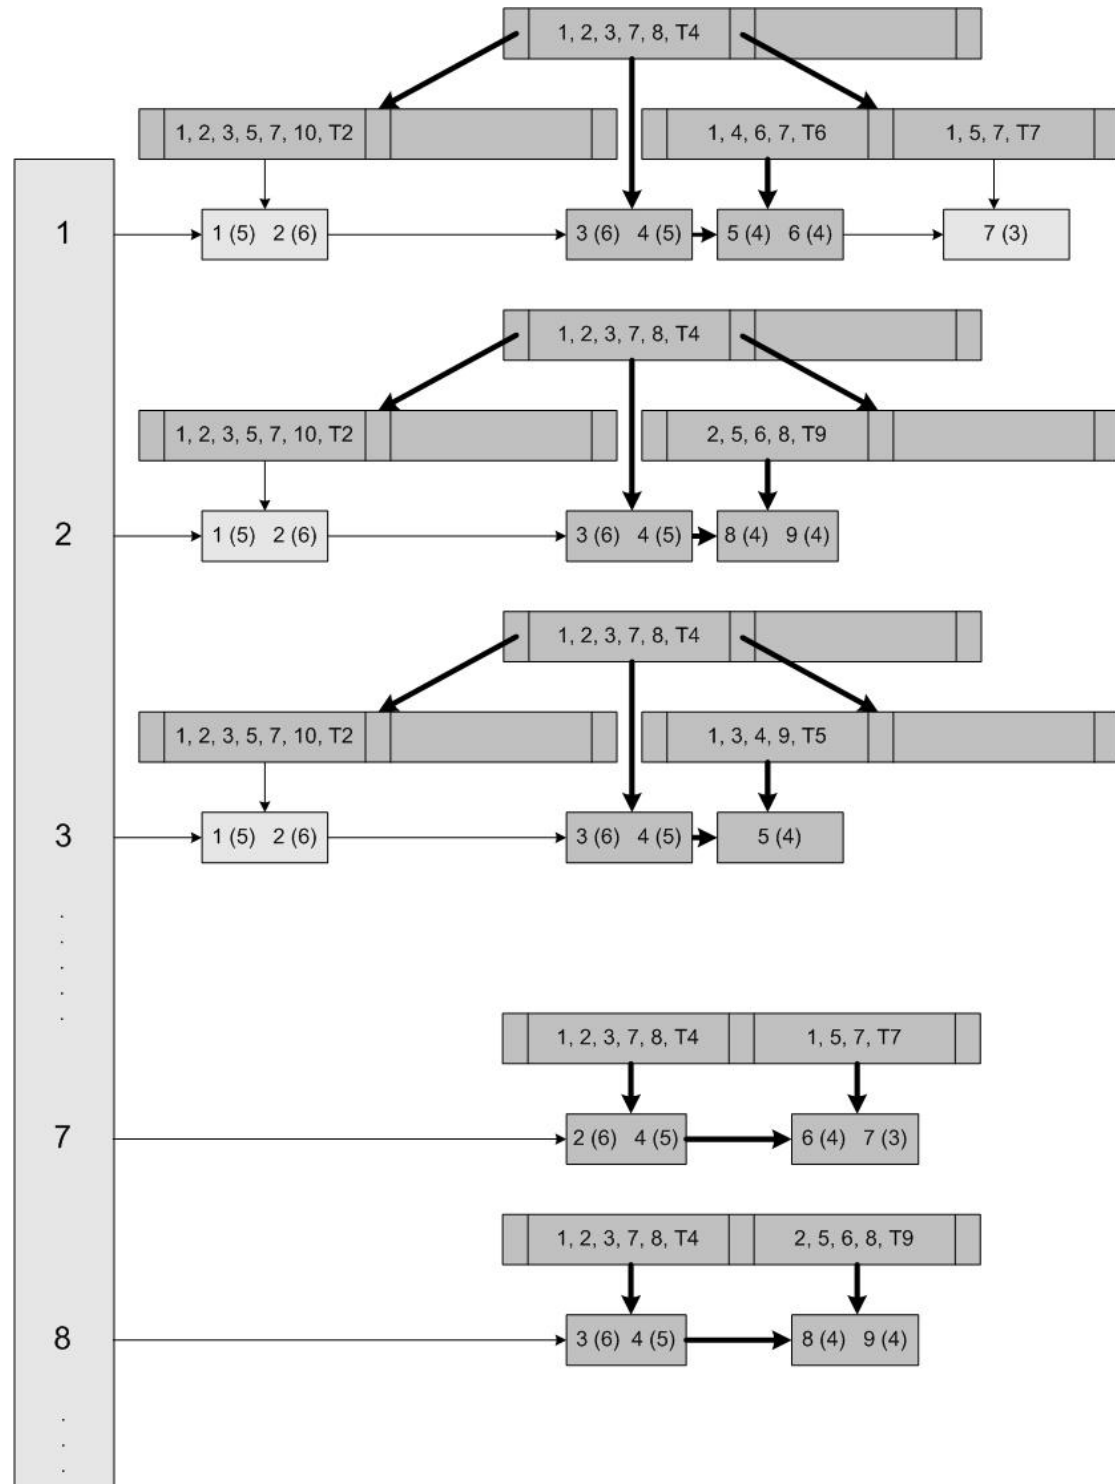 1, 2, 3, 7, 8, T4
1, 2, 3, 5, 7, 10, T2 1, 4, 6, 7, T6 1, 5, 7, T7
1 1 (5) 2 (6) 3 (6) 4 (5) 5 (4) 6 (4) 7 (3)
1, 2, 3, 7, 8, T4
1, 2, 3, 5, 7, 10, T2 2, 5, 6, 8, T9
2 1 (5) 2 (6) 3 (6) 4 (5) 8 (4) 9 (4)
1, 2, 3, 7, 8, T4
1, 2, 3, 5, 7, 10, T2 1, 3, 4, 9, T5
3 1 (5) 2 (6) 3 (6) 4 (5) 5 (4)
.
.
.
.
.
1, 2, 3, 7, 8, T4 1, 5, 7, T7
7 2 (6) 4 (5) 6 (4) 7 (3)
1, 2, 3, 7, 8, T4 2, 5, 6, 8, T9
8 3 (6) 4 (5) 8 (4) 9 (4)
.
.
.